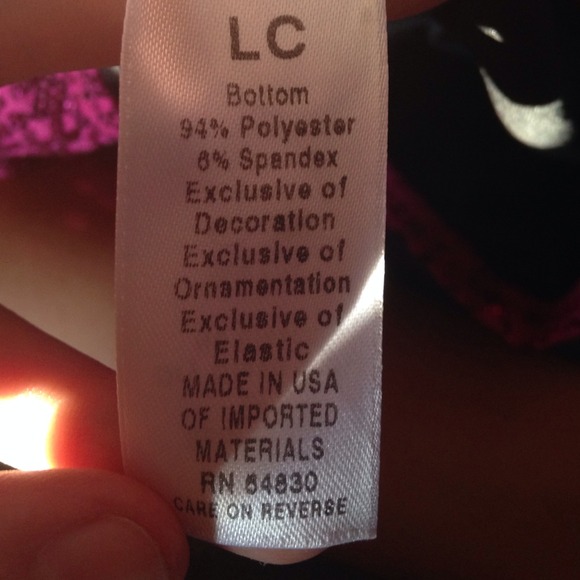 LC
Bottom
94% Polyester
6% Spandex
Exclusive of
Decoration
Exclusive of
Ornamentation
Exclusive of
Elastic
MADE IN USA
OF IMPORTED
MATERIALS
RN 54830
CARE ON REVERSE